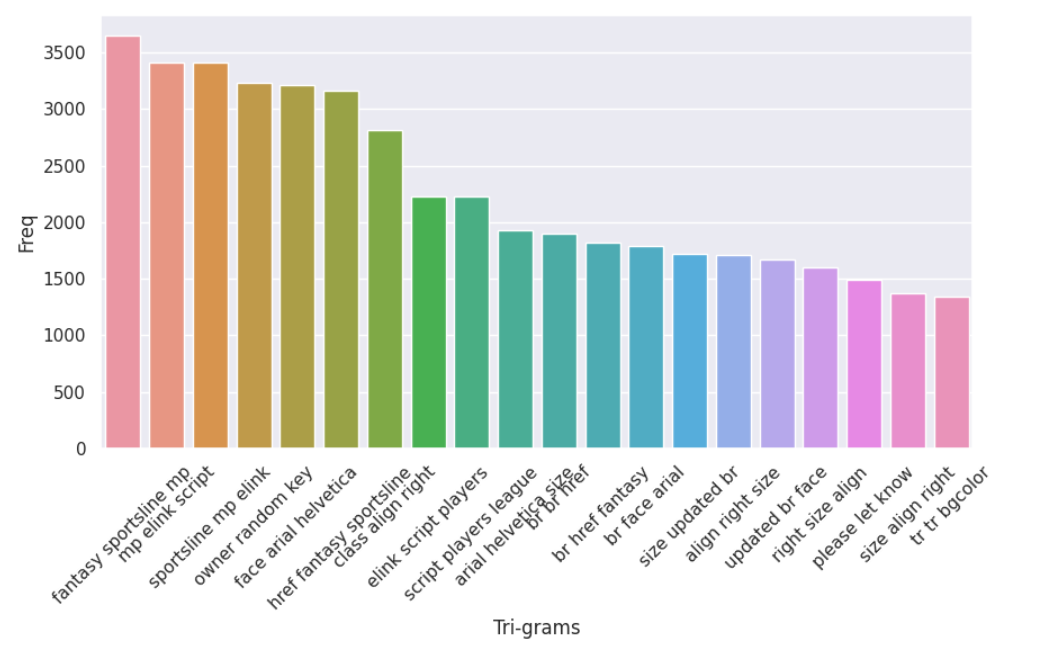 3500
3000
2500
2000
1500
1000
500
0
Freq
fantasy sportsline mp
mp elink script
sportsline mp elink
owner random key
face arial helvetica
href fantasy sportsline
class align right
elink script players
script players league
arial helvetica size
br br href
br href fantasy
br face arial
size updated br
align right size
updated br face
right size align
please let know
size align right
tr tr bgcolor
Tri-grams